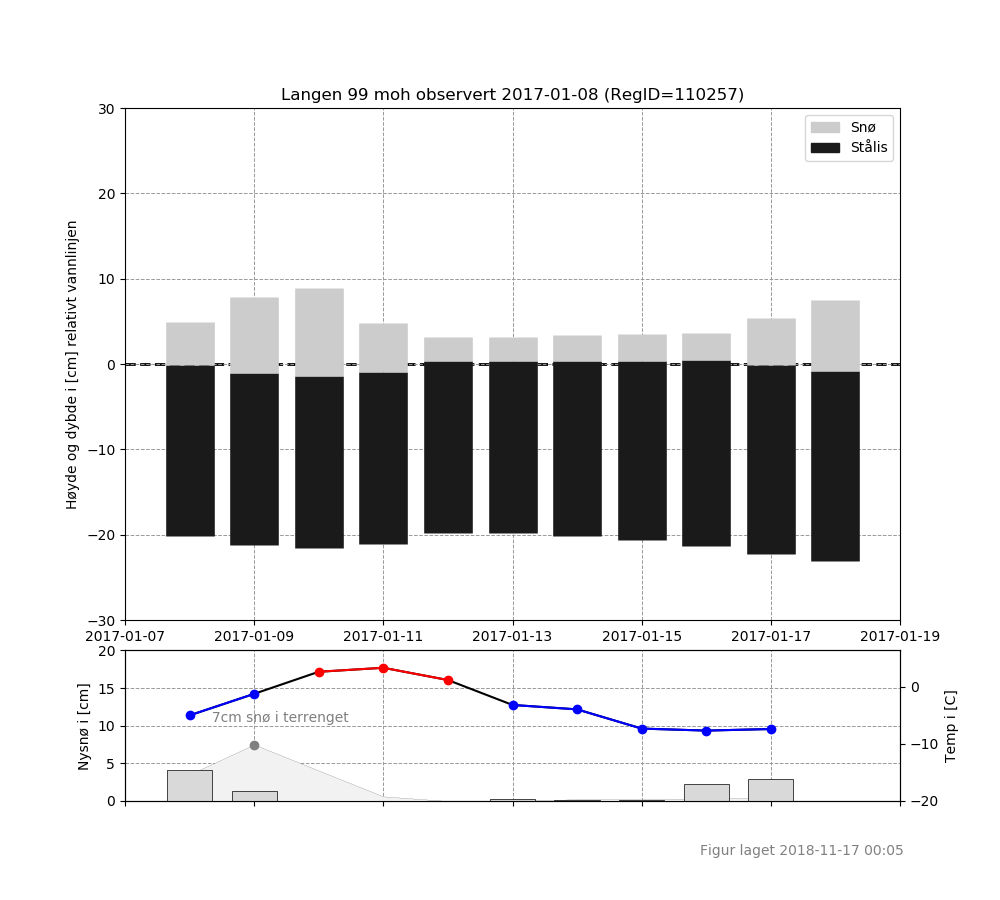 Langen 99 moh observert 2017-01-08 (RegID=110257)
Høyde og dybde i [cm] relativt vannlinjen
30
20
10
0
−10
−20
−30
Snø
Stålis
2017-01-07 2017-01-09 2017-01-11 2017-01-13 2017-01-15 2017-01-17 2017-01-19
Nysnø i [cm]
20
15
10
5
0
7cm snø i terrenget
0
−10
−20
Temp i [C]
Figur laget 2018-11-17 00:05